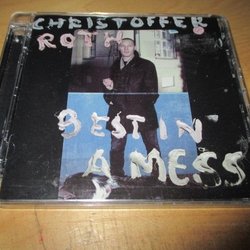 CHRISTOFFER
ROTH
BEST IN
A MESS